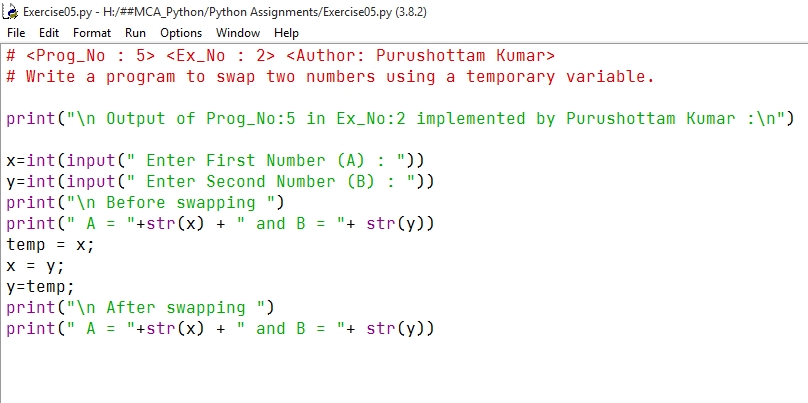 Exercise05.py - H:/##MCA_Python/Python Assignments/Exercise05.py (3.8.2)
File Edit Format Run Options Window Help
# <Prog_No : 5> <Ex_No : 2> <Author: Purushottam Kumar>
# Write a program to swap two numbers using a temporary variable.
print("\n Output of Prog_No:5 in Ex_No:2 implemented by Purushottam Kumar :\n")
x=int(input(" Enter First Number (A) : "))
y=int(input(" Enter Second Number (B) : "))
print("\n Before swapping ")
print(" A = "+str(x) + " and B = "+ str(y))
temp = x;
x = y;
y=temp;
print("\n After swapping ")
print(" A = "+str(x) + " and B = "+ str(y))